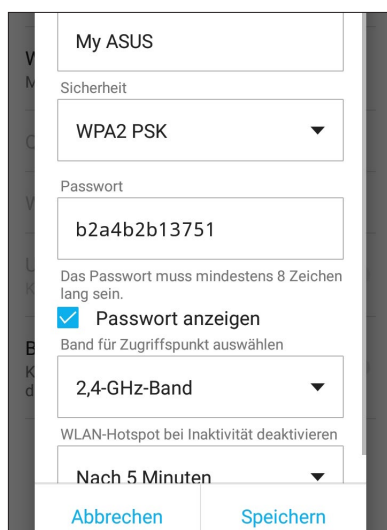 My ASUS
Sicherheit
WPA2 PSK
Passwort
b2a4b2b13751
Das Passwort muss mindestens 8 Zeichen
lang sein.
Passwort anzeigen
Band für Zugriffspunkt auswählen
2,4-GHz-Band
WLAN-Hotspot bei Inaktivität deaktivieren
Nach 5 Minuten
Abbrechen
Speichern